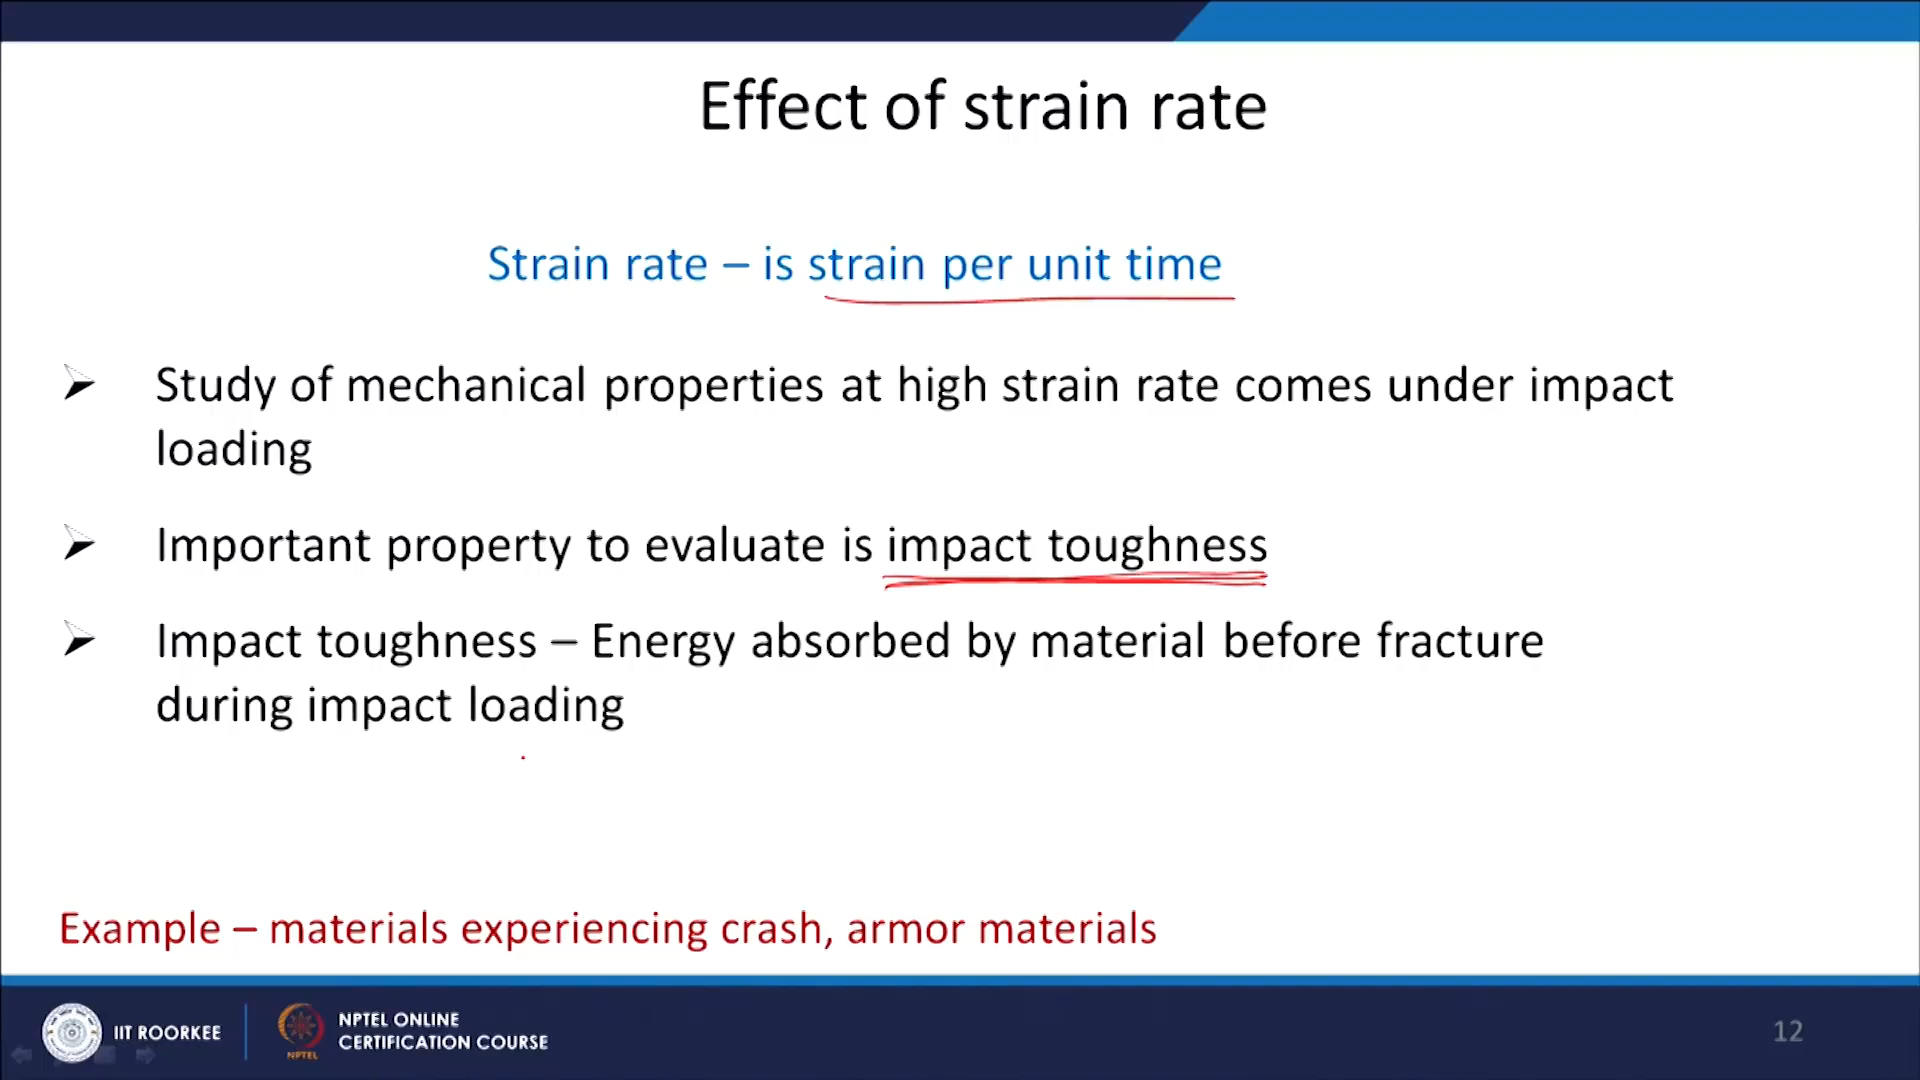 Effect of strain rate
Strain rate – is strain per unit time
Study of mechanical properties at high strain rate comes under impact
loading
Important property to evaluate is impact toughness
Impact toughness – Energy absorbed by material before fracture
during impact loading
Example – materials experiencing crash, armor materials
IIT ROORKEE
NPTEL
NPTEL ONLINE
CERTIFICATION COURSE
12